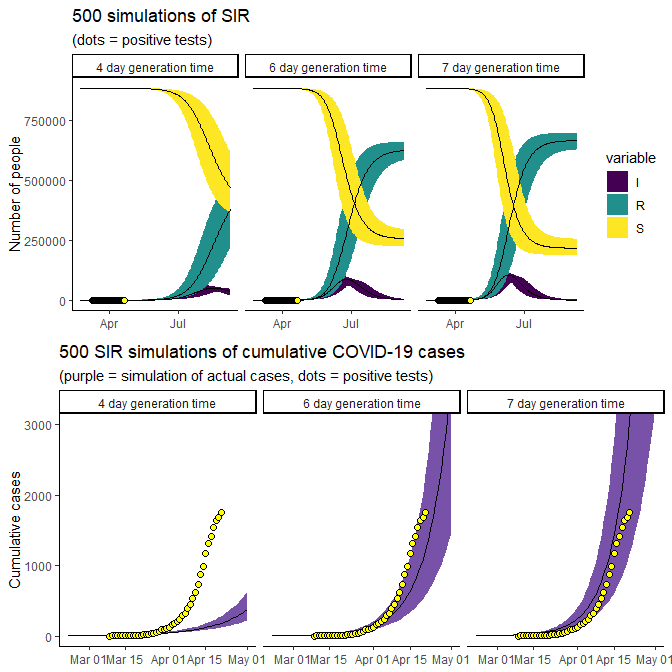 500 simulations of SIR
(dots = positive tests)
4 day generation time 6 day generation time 7 day generation time
Number of people
750000
500000
250000
0
Apr Jul Apr Jul Apr Jul
variable
I
R
S
500 SIR simulations of cumulative COVID-19 cases
(purple = simulation of actual cases, dots = positive tests)
4 day generation time 6 day generation time 7 day generation time
Cumulative cases
3000
2000
1000
0
Mar 01 Mar 15 Apr 01 Apr 15 May 01 Mar 01 Mar 15 Apr 01 Apr 15 May 01 Mar 01 Mar 15 Apr 01 Apr 15 May 01